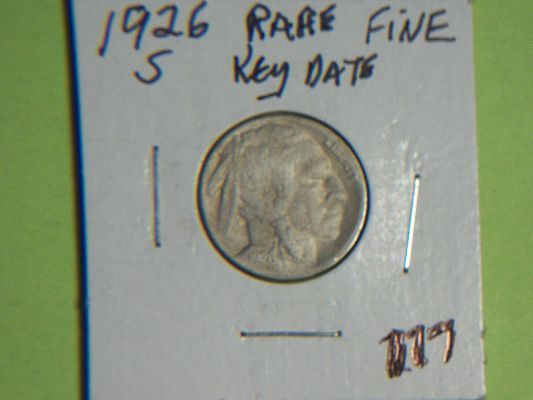 1926 RARE FINE
S KEY DATE